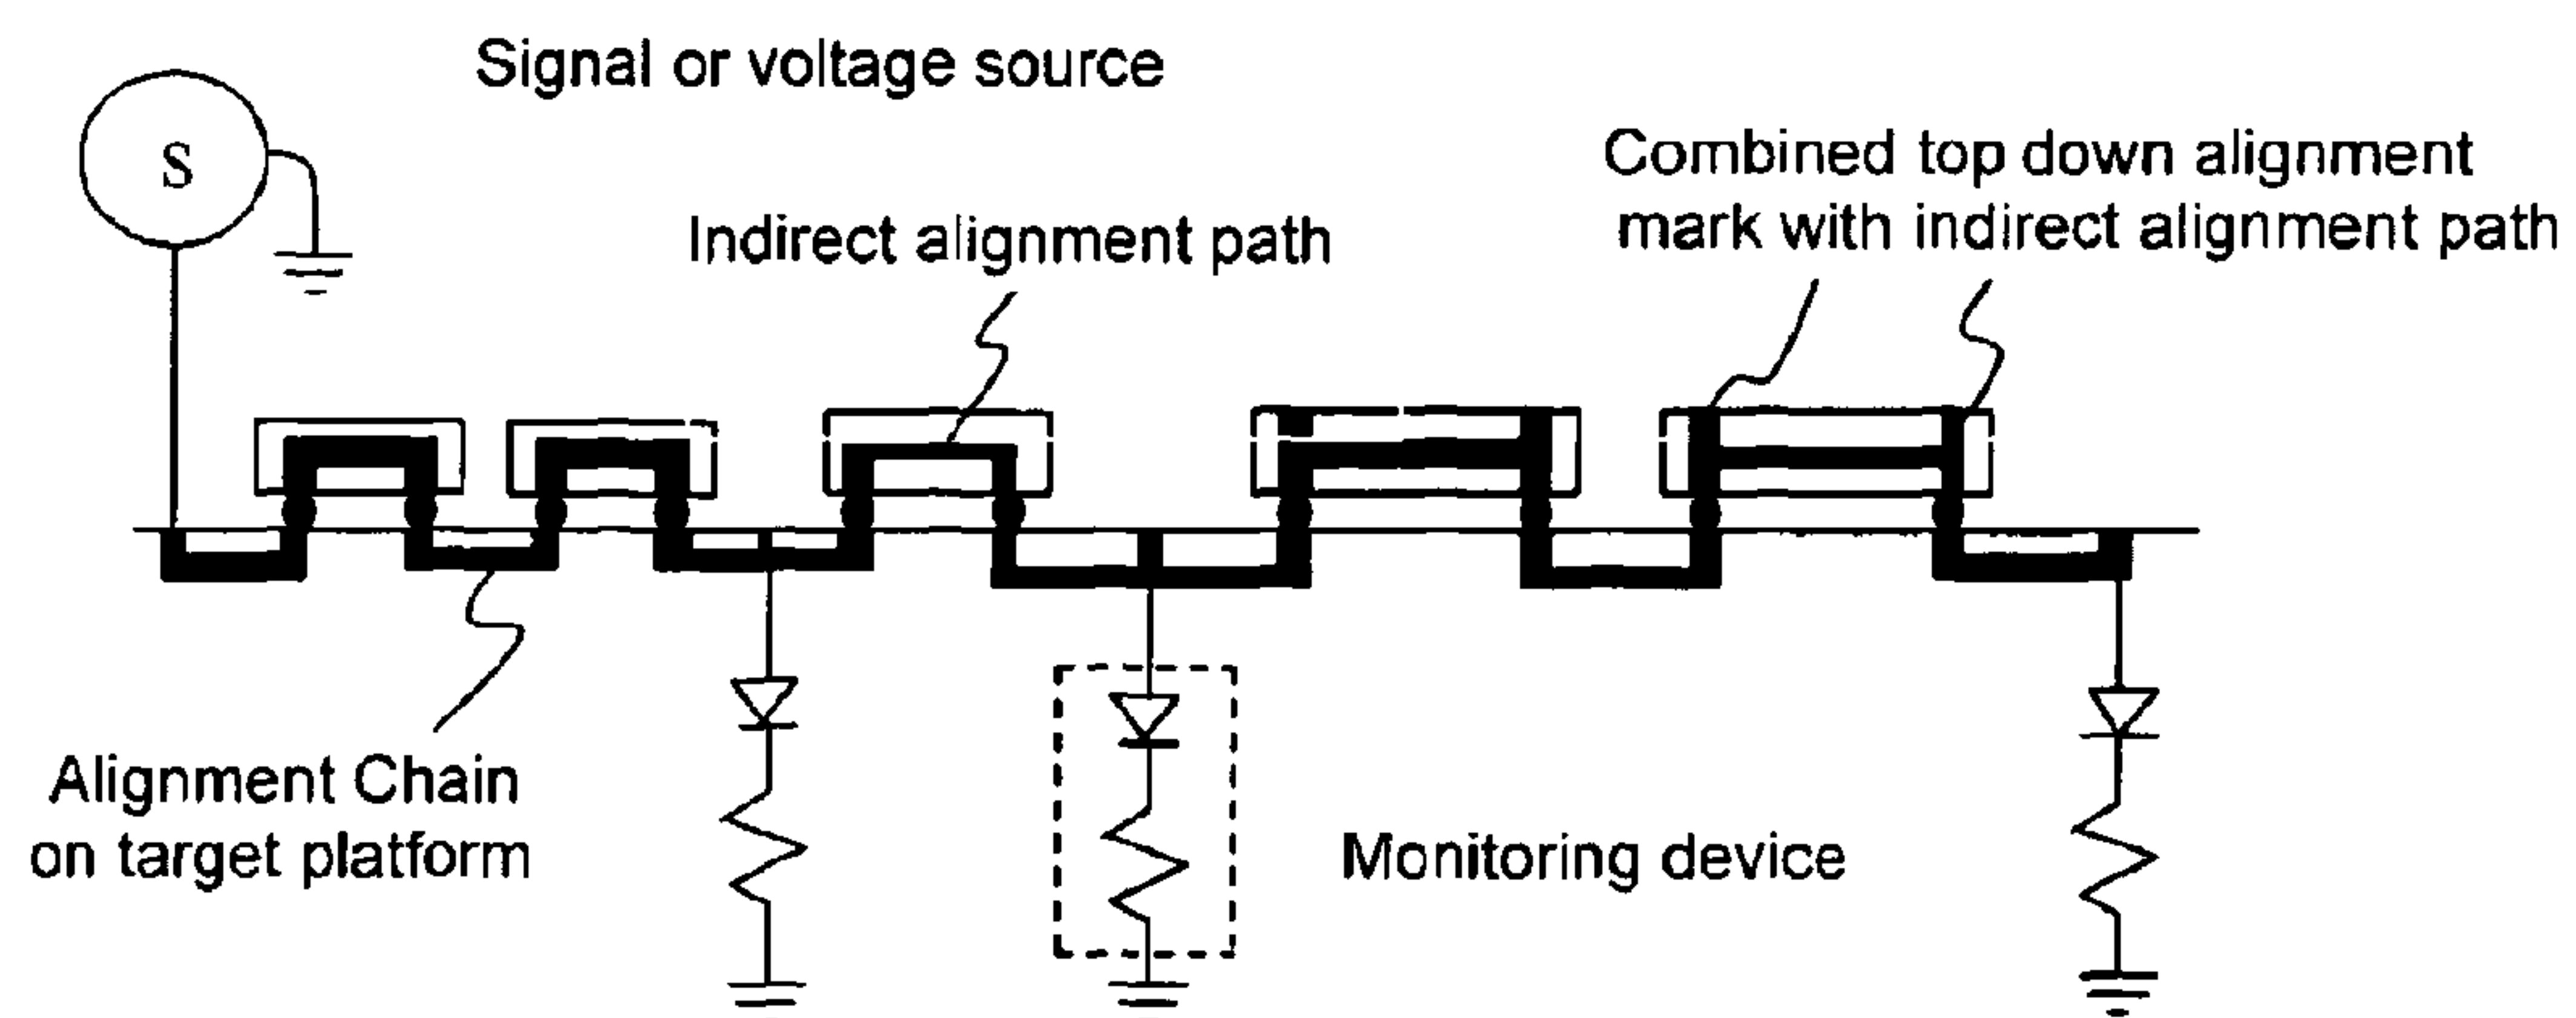 Signal or voltage source
S
Combined top down alignment
mark with indirect alignment path
Indirect alignment path
Alignment Chain
on target platform
Monitoring device